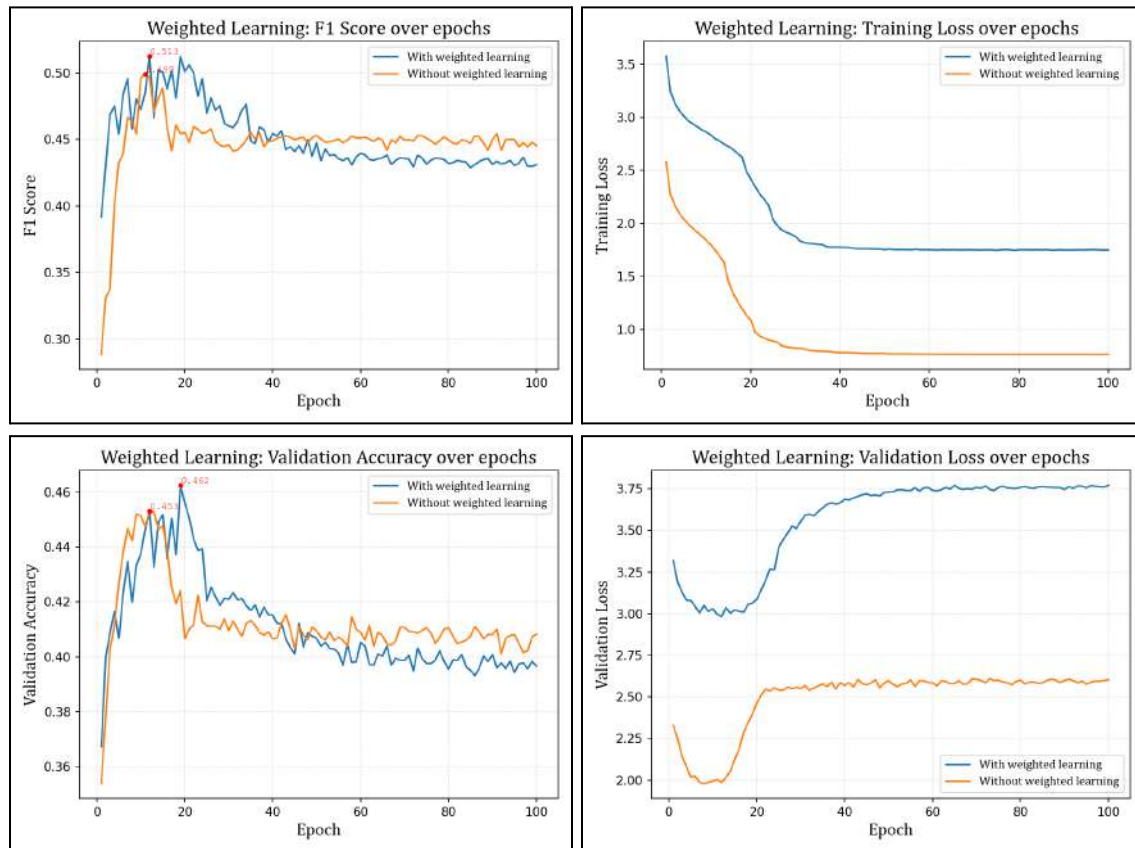 Weighted Learning: F1 Score over epochs
0.513
With weighted learning
Without weighted learning
0.50
0.45
0.40
0.35
0.30
F1 Score
0 20 40 60 80 100
Epoch
Weighted Learning: Training Loss over epochs
With weighted learning
Without weighted learning
3.5
3.0
2.5
2.0
1.5
1.0
Training Loss
0 20 40 60 80 100
Epoch
Weighted Learning: Validation Accuracy over epochs
0.462
0.453
With weighted learning
Without weighted learning
0.46
0.44
0.42
0.40
0.38
0.36
Validation Accuracy
0 20 40 60 80 100
Epoch
Weighted Learning: Validation Loss over epochs
3.75
3.50
3.25
3.00
2.75
2.50
2.25
2.00
Validation Loss
With weighted learning
Without weighted learning
0 20 40 60 80 100
Epoch